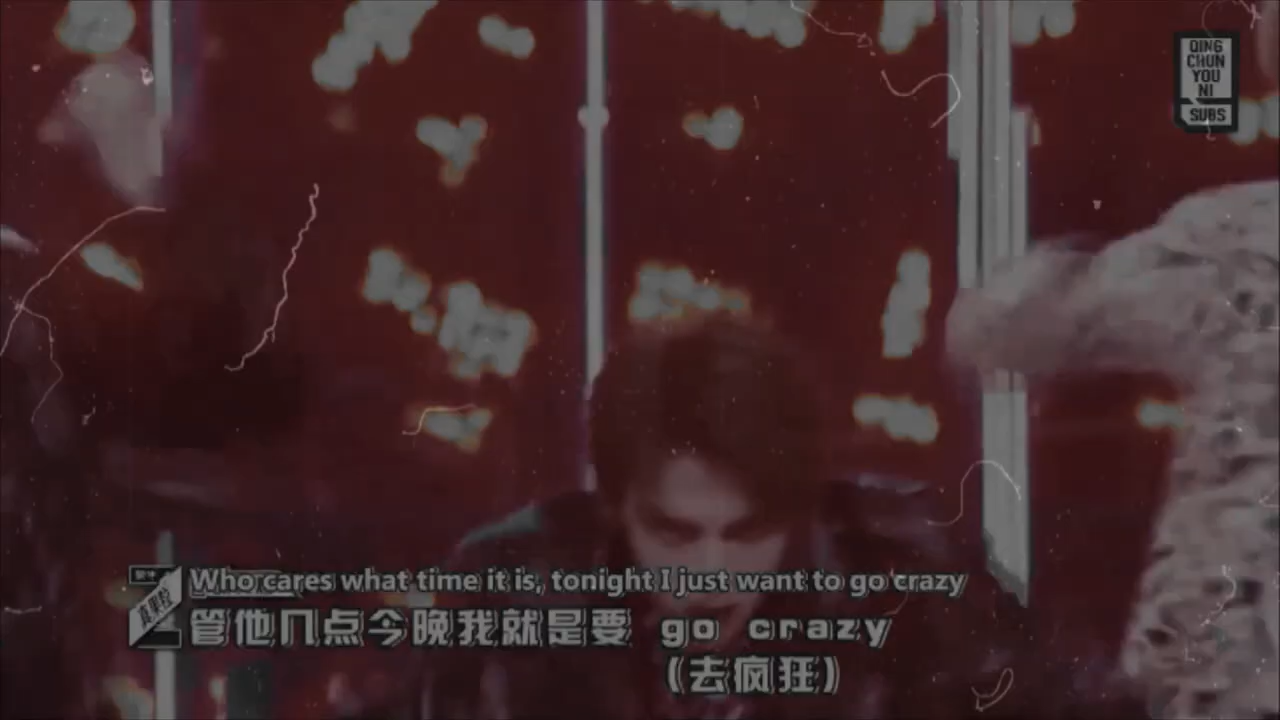 QING
CHUN
YOU
NI
SUBS
Who cares what time it is, tonight I just want to go crazy
管他几点今晚我就是要 go crazy
(去疯狂)